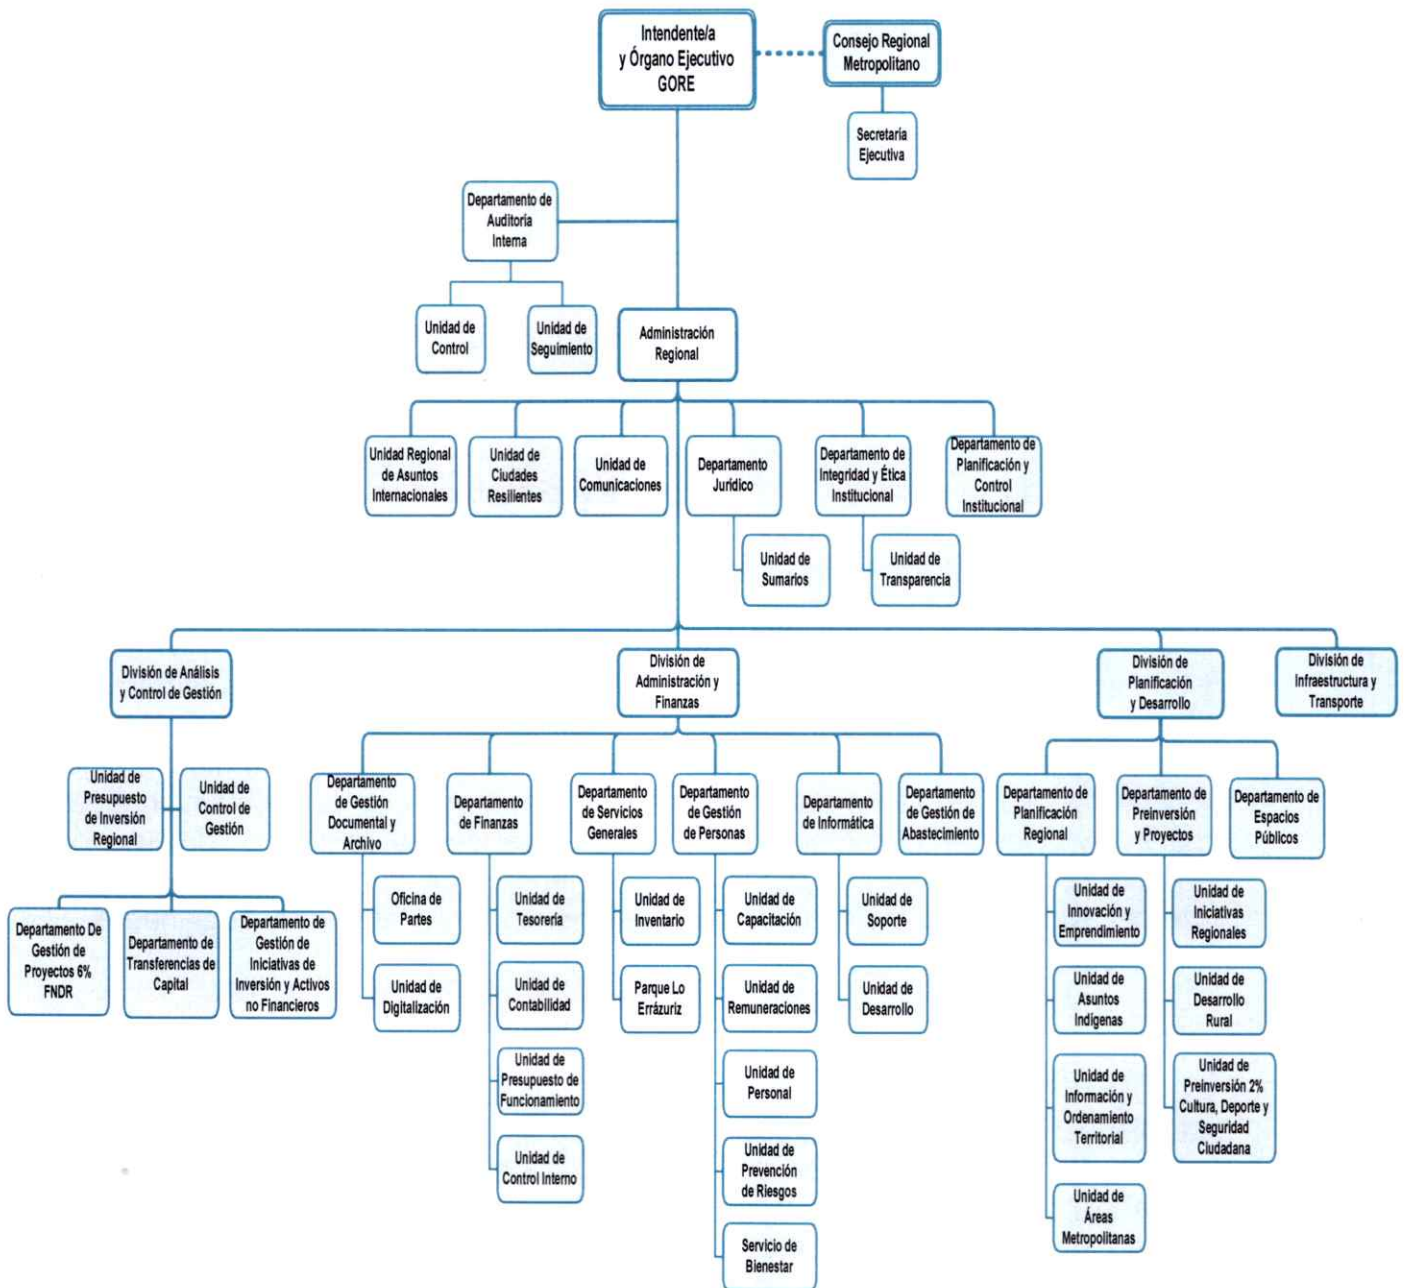 Intendente/a
y Órgano Ejecutivo
GORE
Consejo Regional
Metropolitano
Secretaría
Ejecutiva
Departamento de
Auditoría
Interna
Unidad de
Control
Unidad de
Seguimiento
Administración
Regional
Unidad Regional
de Asuntos
Internacionales
Unidad de
Ciudades
Resilientes
Unidad de
Comunicaciones
Departamento
Jurídico
Departamento de
Integridad y Ética
Institucional
Departamento de
Planificación y
Control
Institucional
Unidad de
Sumarios
Unidad de
Transparencia
División de Análisis
y Control de Gestión
División de
Administración y
Finanzas
División de
Planificación
y Desarrollo
División de
Infraestructura y
Transporte
Unidad de
Presupuesto
de Inversión
Regional
Unidad de
Control de
Gestión
Departamento De
Gestión de
Proyectos 6%
FNDR
Departamento de
Transferencias de
Capital
Departamento de
Gestión de
Iniciativas de
Inversión y Activos
no Financieros
Departamento
de Gestión
Documental y
Archivo
Departamento
de Finanzas
Departamento
de Servicios
Generales
Departamento
de Gestión
de Personas
Departamento
de Informática
Departamento
de Gestión de
Abastecimiento
Departamento de
Planificación
Regional
Departamento de
Preinversión
y Proyectos
Departamento de
Espacios
Públicos
Oficina de
Partes
Unidad de
Digitalización
Unidad de
Tesorería
Unidad de
Contabilidad
Unidad de
Presupuesto de
Funcionamiento
Unidad de
Control Interno
Unidad de
Inventario
Parque Lo
Errázuriz
Unidad de
Capacitación
Unidad de
Remuneraciones
Unidad de
Personal
Unidad de
Prevención
de Riesgos
Servicio de
Bienestar
Unidad de
Soporte
Unidad de
Desarrollo
Unidad de
Innovación y
Emprendimiento
Unidad de
Asuntos
Indígenas
Unidad de
Información y
Ordenamiento
Territorial
Unidad de
Áreas
Metropolitanas
Unidad de
Iniciativas
Regionales
Unidad de
Desarrollo
Rural
Unidad de
Preinversión 2%
Cultura, Deporte y
Seguridad
Ciudadana